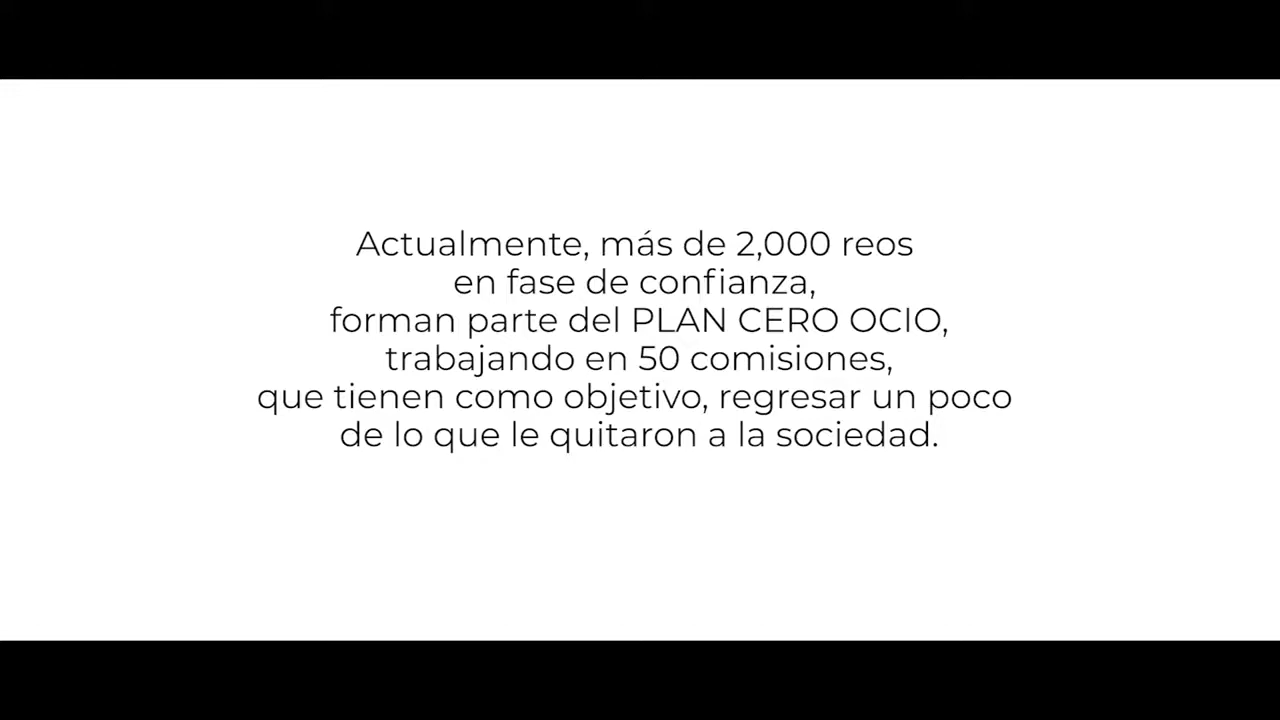 Actualmente, más de 2,000 reos
en fase de confianza,
forman parte del PLAN CERO OCIO,
trabajando en 50 comisiones,
que tienen como objetivo, regresar un poco
de lo que le quitaron a la sociedad.